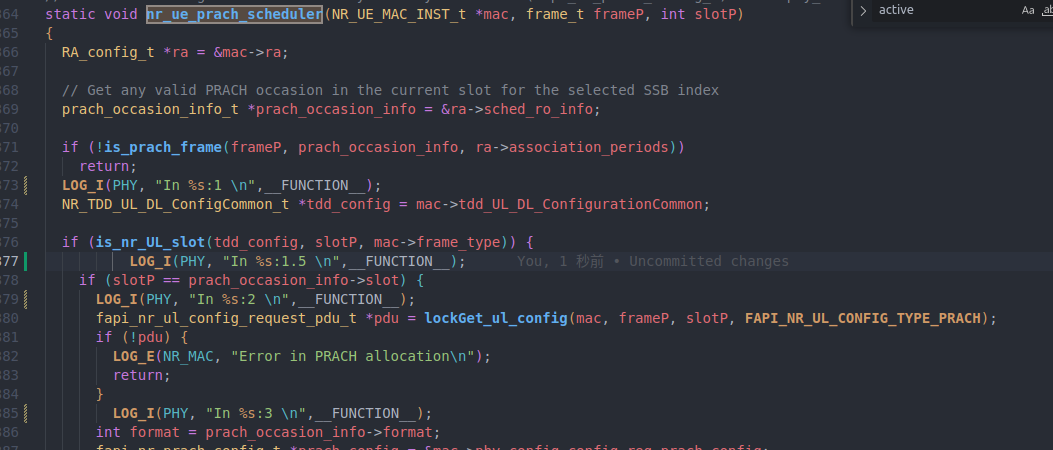 active
Aa
364 static void nr_ue_prach_scheduler(NR_UE_MAC_INST_t *mac, frame_t frameP, int slotP)
365 {
366 RA_config_t *ra = &mac->ra;
367
368 // Get any valid PRACH occasion in the current slot for the selected SSB index
369 prach_occasion_info_t *prach_occasion_info = &ra->sched_ro_info;
370
371 if (!is_prach_frame(frameP, prach_occasion_info, ra->association_periods))
372 return;
373 LOG_I(PHY, "In %s:1 \n",__FUNCTION__);
374 NR_TDD_UL_DL_ConfigCommon_t *tdd_config = mac->tdd_UL_DL_ConfigurationCommon;
375
376 if (is_nr_UL_slot(tdd_config, slotP, mac->frame_type)) {
377 LOG_I(PHY, "In %s:1.5 \n",__FUNCTION__); You, 1 秒前 • Uncommitted changes
378 if (slotP == prach_occasion_info->slot) {
379 LOG_I(PHY, "In %s:2 \n",__FUNCTION__);
380 fapi_nr_ul_config_request_pdu_t *pdu = lockGet_ul_config(mac, frameP, slotP, FAPI_NR_UL_CONFIG_TYPE_PRACH);
381 if (!pdu) {
382 LOG_E(NR_MAC, "Error in PRACH allocation\n");
383 return;
384 }
385 LOG_I(PHY, "In %s:3 \n",__FUNCTION__);
386 int format = prach_occasion_info->format;